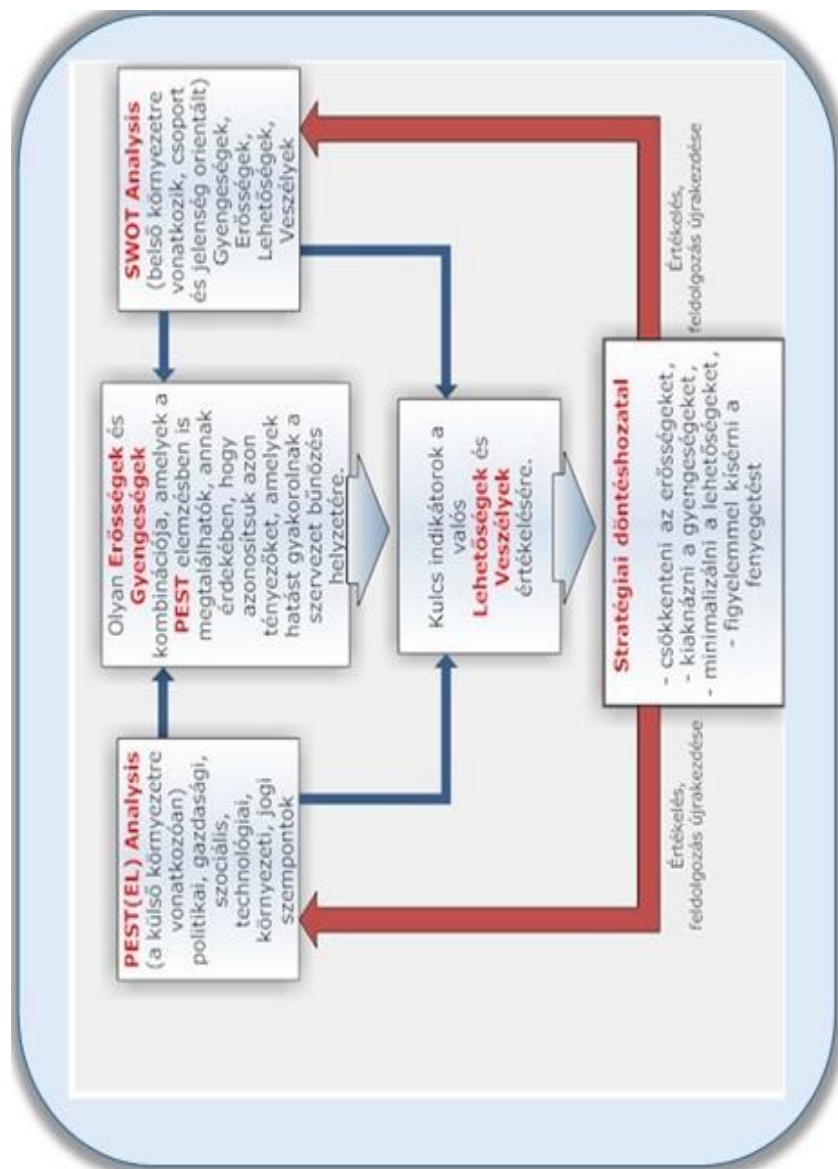 PEST(EL) Analysis
(a külső környezetre
vonatkozóan)
politikai, gazdasági,
szociális,
technológiai,
környezeti, jogi
szempontok
Olyan Erősségek és
Gyengeségek
kombinációja, amelyek a
PEST elemzésben is
megtalálhatók, annak
érdekében, hogy
azonosítsuk azon
tényezőket, amelyek
hatást gyakorolnak a
szervezet bűnözés
helyzetére.
SWOT Analysis
(belső környezetre
vonatkozik, csoport
és jelenség orientált)
Gyengeségek,
Erősségek,
Lehetőségek,
Veszélyek
Kulcs indikátorok a
valós
Lehetőségek és
Veszélyek
értékelésére.
Stratégiai döntéshozatal
- csökkenteni az erősségeket,
- kiaknázni a gyengeségeket,
- minimalizálni a lehetőségeket,
- figyelemmel kísérni a
fenyegetést
Értékelés,
feldolgozás újrakezdése
Értékelés,
feldolgozás újrakezdése